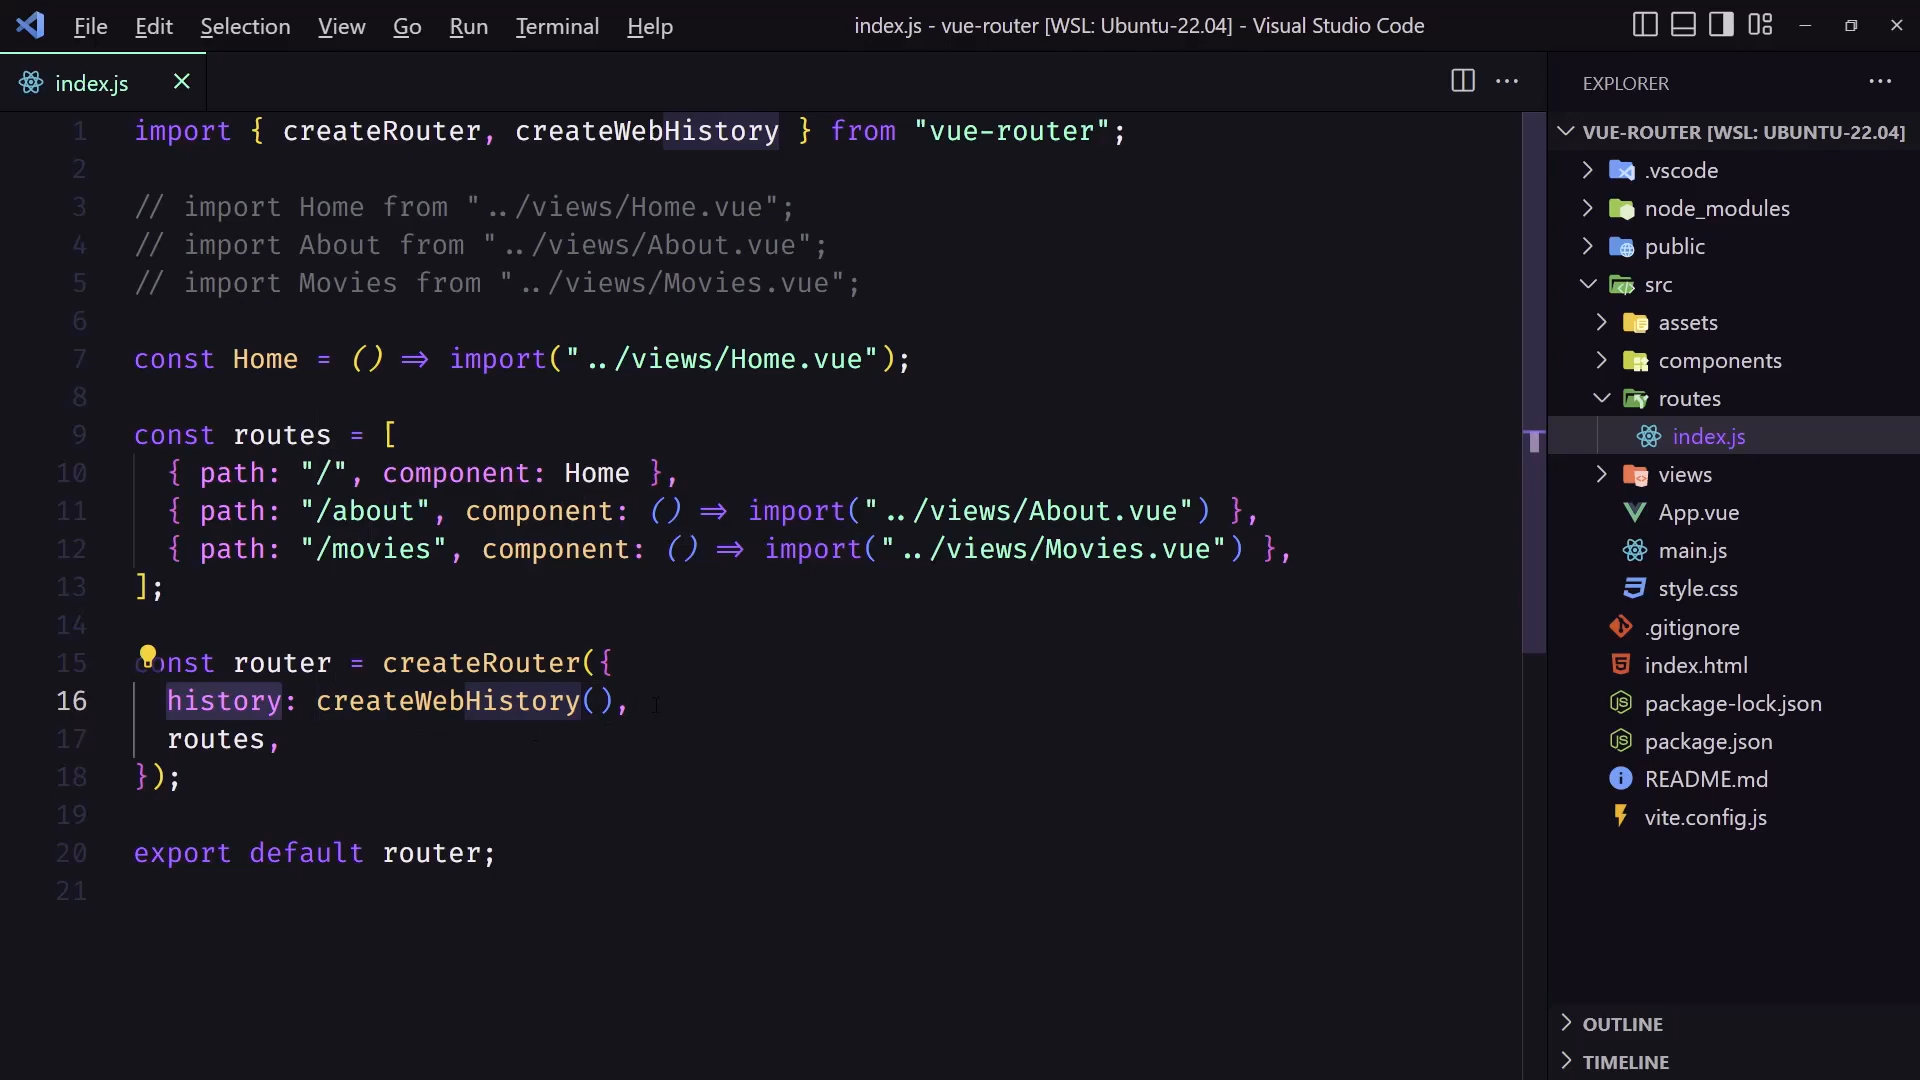 File Edit Selection View Go Run Terminal Help
index.js - vue-router [WSL: Ubuntu-22.04] - Visual Studio Code
index.js
1 import { createRouter, createWebHistory } from "vue-router";
2
3 // import Home from "../views/Home.vue";
4 // import About from "../views/About.vue";
5 // import Movies from "../views/Movies.vue";
6
7 const Home = () => import("../views/Home.vue");
8
9 const routes = [
10 { path: "/", component: Home },
11 { path: "/about", component: () => import("../views/About.vue") },
12 { path: "/movies", component: () => import("../views/Movies.vue") },
13 ];
14
15 const router = createRouter({
16 history: createWebHistory(),
17 routes,
18 });
19
20 export default router;
21
EXPLORER
VUE-ROUTER [WSL: UBUNTU-22.04]
.vscode
node_modules
public
src
assets
components
routes
index.js
views
App.vue
main.js
style.css
.gitignore
index.html
package-lock.json
package.json
README.md
vite.config.js
OUTLINE
TIMELINE